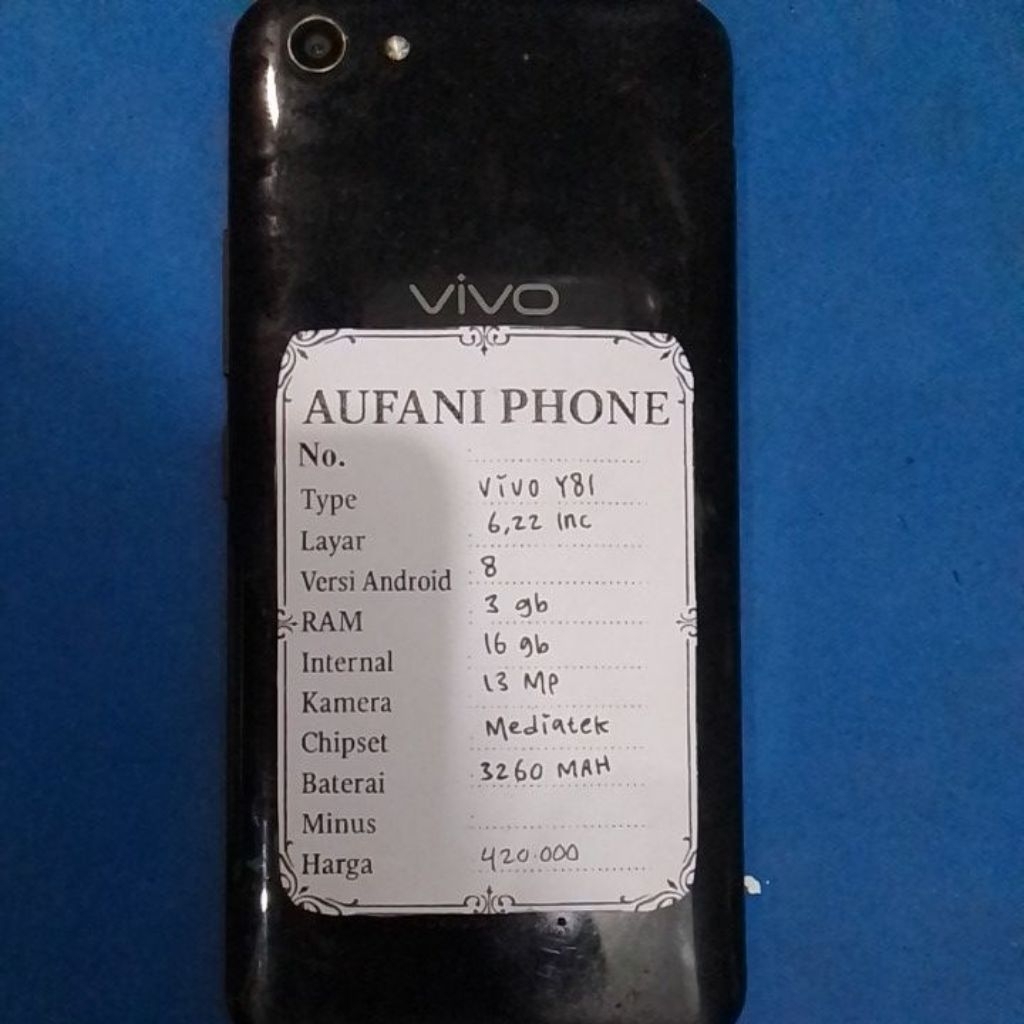 vivo
AUFANI PHONE
No.
Type vivo Y81
Layar 6,22 Inc
Versi Android 8
RAM 3 gb
Internal 16 gb
Kamera 13 MP
Chipset Mediatek
Baterai 3260 MAH
Minus
Harga 420.000